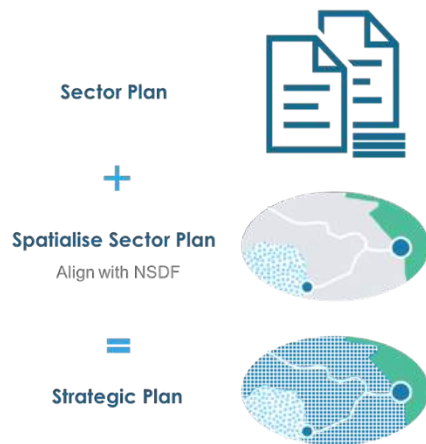 Sector Plan
+
Spatialise Sector Plan
Align with NSDF
=
Strategic Plan